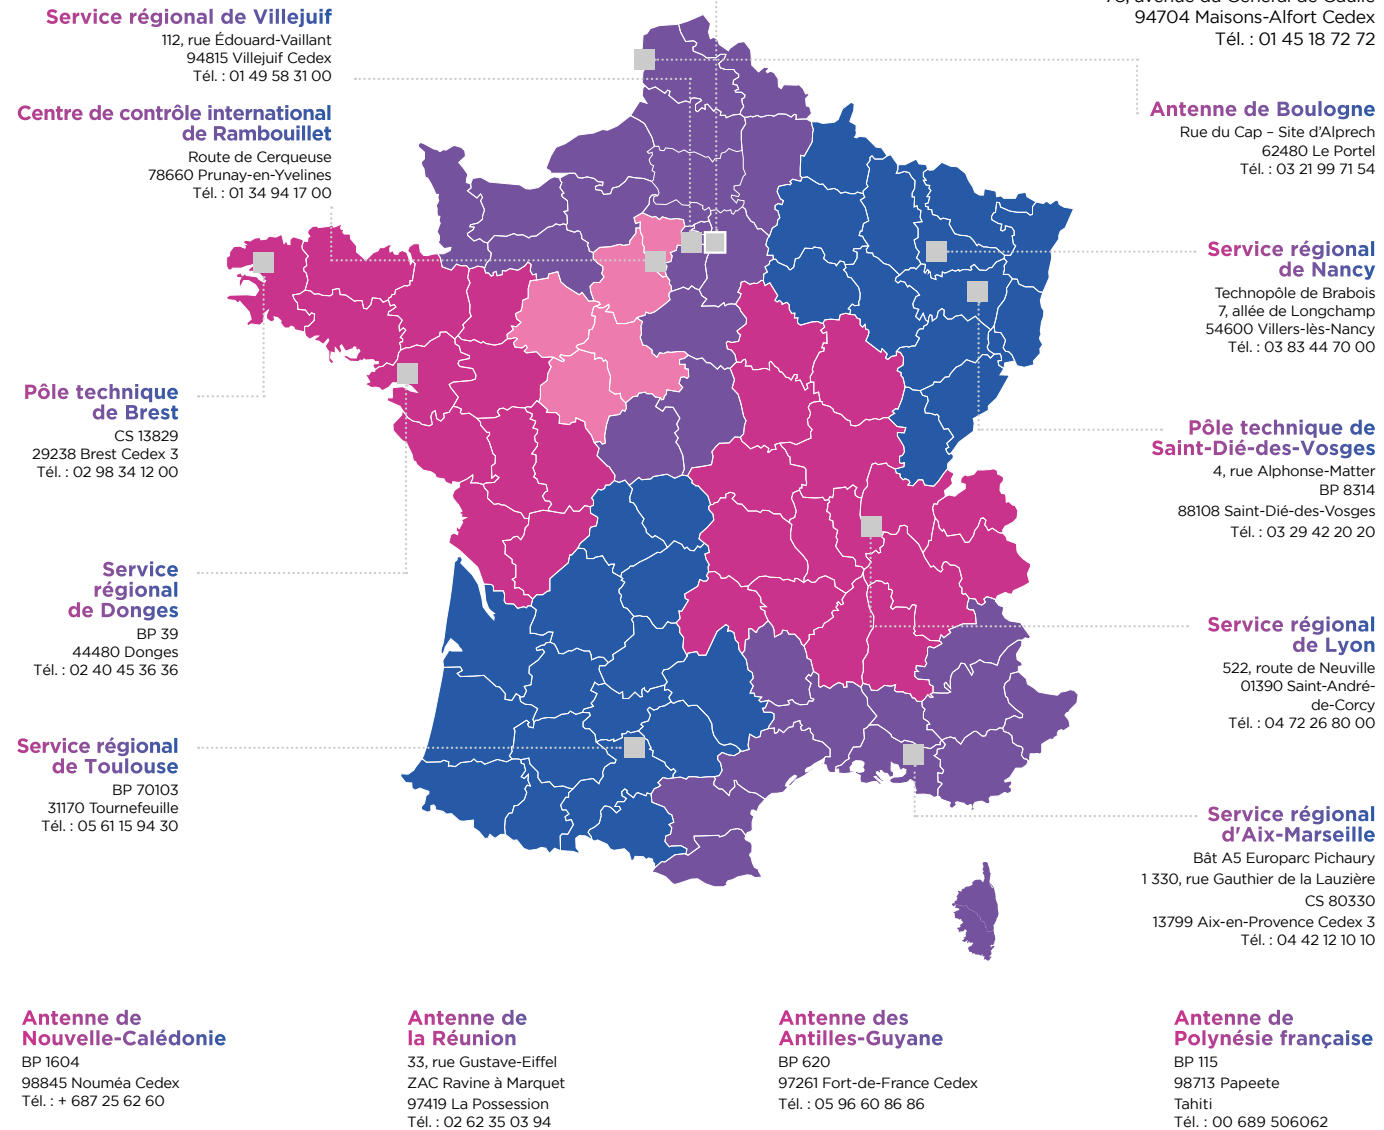 Service régional de Villejuif
112, rue Édouard-Vaillant
94815 Villejuif Cedex
Tél. : 01 49 58 31 00
Centre de contrôle international
de Rambouillet
Route de Cerqueuse
78660 Prunay-en-Yvelines
Tél. : 01 34 94 17 00
Pôle technique
de Brest
CS 13829
29238 Brest Cedex 3
Tél. : 02 98 34 12 00
Service
régional
de Donges
BP 39
44480 Donges
Tél. : 02 40 45 36 36
Service régional
de Toulouse
BP 70103
31170 Tournefeuille
Tél. : 05 61 15 94 30
94704 Maisons-Alfort Cedex
Tél. : 01 45 18 72 72
Antenne de Boulogne
Rue du Cap – Site d'Alprech
62480 Le Portel
Tél. : 03 21 99 71 54
Service régional
de Nancy
Technopôle de Brabois
7, allée de Longchamp
54600 Villers-lès-Nancy
Tél. : 03 83 44 70 00
Pôle technique de
Saint-Dié-des-Vosges
4, rue Alphonse-Matter
BP 8314
88108 Saint-Dié-des-Vosges
Tél. : 03 29 42 20 20
Service régional
de Lyon
522, route de Neuville
01390 Saint-André-
de-Corcy
Tél. : 04 72 26 80 00
Service régional
d'Aix-Marseille
Bât A5 Europarc Pichaury
1 330, rue Gauthier de la Lauzière
CS 80330
13799 Aix-en-Provence Cedex 3
Tél. : 04 42 12 10 10
Antenne de
Nouvelle-Calédonie
BP 1604
98845 Nouméa Cedex
Tél. : + 687 25 62 60
Antenne de
la Réunion
33, rue Gustave-Eiffel
ZAC Ravine à Marquet
97419 La Possession
Tél. : 02 62 35 03 94
Antenne des
Antilles-Guyane
BP 620
97261 Fort-de-France Cedex
Tél. : 05 96 60 86 86
Antenne de
Polynésie française
BP 115
98713 Papeete
Tahiti
Tél. : 00 689 506062